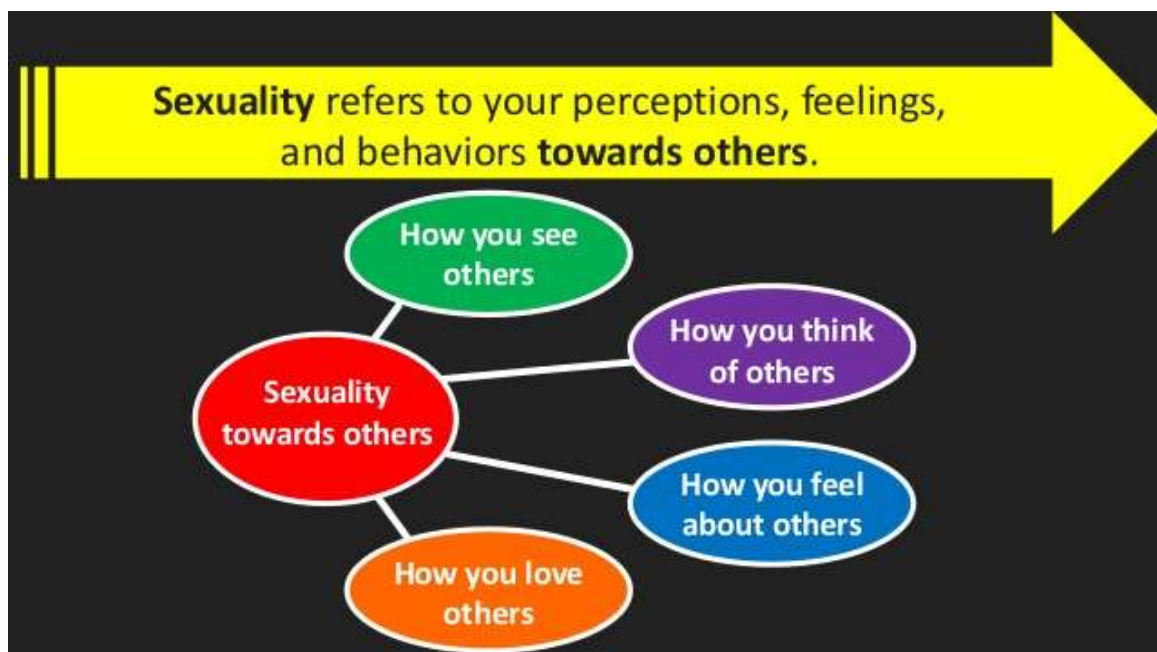 Sexuality refers to your perceptions, feelings,
and behaviors towards others.
How you see
others
How you think
of others
Sexuality
towards others
How you feel
about others
How you love
others